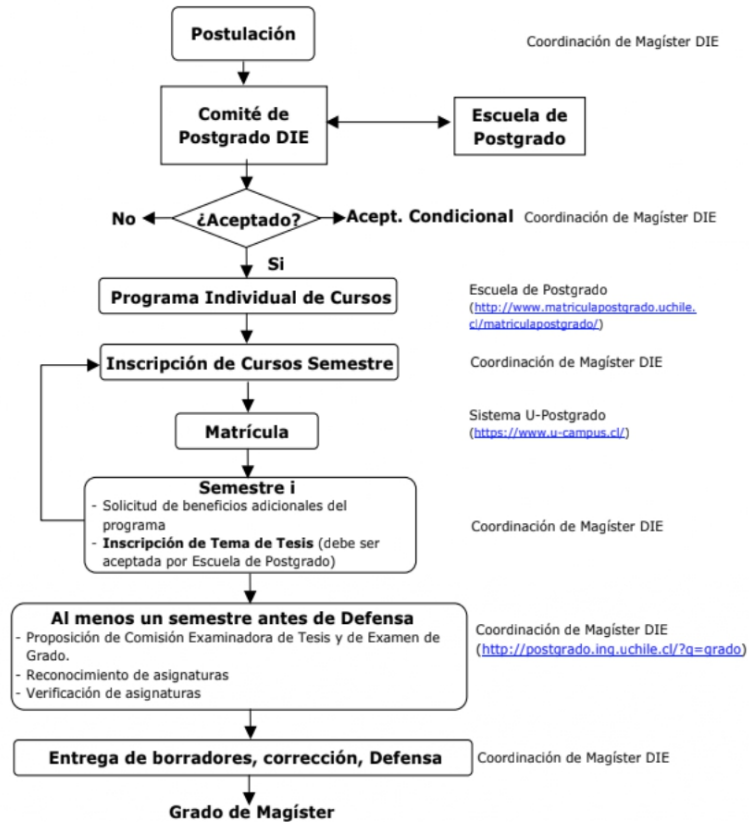 Postulación
Coordinación de Magíster DIE
Comité de
Postgrado DIE
Escuela de
Postgrado
No
¿Aceptado?
Acept. Condicional
Coordinación de Magíster DIE
Si
Programa Individual de Cursos
Escuela de Postgrado
(http://www.matriculapostgrado.uchile.
cl/matriculapostgrado/)
Inscripción de Cursos Semestre
Coordinación de Magíster DIE
Matrícula
Sistema U-Postgrado
(https://www.u-campus.cl/)
Semestre i
- Solicitud de beneficios adicionales del
programa
- Inscripción de Tema de Tesis (debe ser
aceptada por Escuela de Postgrado)
Coordinación de Magíster DIE
Al menos un semestre antes de Defensa
- Proposición de Comisión Examinadora de Tesis y de Examen de
Grado.
- Reconocimiento de asignaturas
- Verificación de asignaturas
Coordinación de Magíster DIE
(http://postgrado.ing.uchile.cl/?q=grado)
Entrega de borradores, corrección, Defensa
Coordinación de Magíster DIE
Grado de Magíster